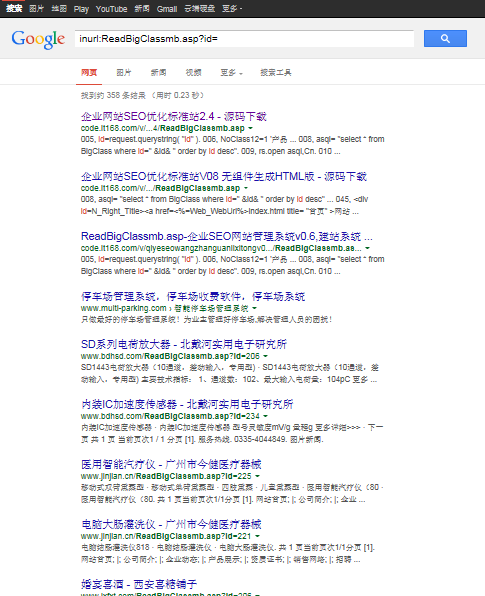 搜索 图片 地图 Play YouTube 新闻 Gmail 云端硬盘 更多
Google inurl:ReadBigClassmb.asp?id=
网页 图片 新闻 视频 更多 搜索工具
找到约 358 条结果 （用时 0.23 秒）
企业网站SEO优化标准站2.4 - 源码下载
code.it168.com/v/...4/ReadBigClassmb.asp
005, id=request.querystring( "id" ). 006, NoClass12=1 '产品 ... 008, asql= "select * from
BigClass where id=" &id& " order by id desc". 009, rs.open asql,Cn. 010 ...
企业网站SEO优化标准站V08 无组件生成HTML版 - 源码下载
code.it168.com/v/ReadBigClassmb.asp
008, asql= "select * from BigClass where id=" &id& " order by id desc" ... 045, <div
id=N_Right_Title><a href=<%=Web_WebUrl%>index.html title= "首页" >网站 ...
ReadBigClassmb.asp-企业SEO网站管理系统v0.6,建站系统 ...
code.it168.com/v/qiyeseowangzhanguanlixitongv0.../ReadBigClassmb.as...
005, id=request.querystring( "id" ). 006, NoClass12=1 '产品 ... 008, asql= "select * from
BigClass where id=" &id& " order by id desc". 009, rs.open asql,Cn. 010 ...
停车场管理系统，停车场收费软件，停车场系统
www.multi-parking.com › 智能停车场管理系统
只做最好的停车场管理系统！为业主管理好停车场,解决管理人员的困扰！
SD系列电荷放大器 - 北戴河实用电子研究所
www.bdhsd.com/ReadBigClassmb.asp?id=206
SD1443电荷放大器（10通道，差动输入，专用型） · SD1443电荷放大器（10通道，差
动输入，专用型) 主要技术指标： 1、通道数：102、最大输入电荷量：104pC 更多 ...
内装IC加速度传感器 - 北戴河实用电子研究所
www.bdhsd.com/ReadBigClassmb.asp?id=234
内装IC加速度传感器 · 内装IC加速度传感器 型号灵敏度mV/g 量程g 更多详细>>> · 下一
页 共 1 页 当前页次1 / 1 分页 [1]. 服务热线. 0335-4044849. 图片新闻.
医用智能汽疗仪 - 广州市今健医疗器械
www.jinjian.cn/ReadBigClassmb.asp?id=225
移动式双背熏蒸型 · 移动式单背熏蒸型 · 四肢熏蒸 · 儿童熏蒸型 · 医用智能汽疗仪（80 ·
医用智能汽疗仪（80. 共 1 页当前页次1/1分页 [1]. 网站首页; |; 公司简介; |; 企业 ...
电脑大肠灌洗仪 - 广州市今健医疗器械
www.jinjian.cn/ReadBigClassmb.asp?id=221
电脑结肠灌洗仪818 · 电脑结肠灌洗仪 · 电脑大肠灌洗仪. 共 1 页当前页次1/1分页 [1].
网站首页; |; 公司简介; |; 企业动态; |; 产品展示; |; 资质证书; |; 销售网络; |; 招聘 ...
婚宴喜酒 - 西安喜糖铺子